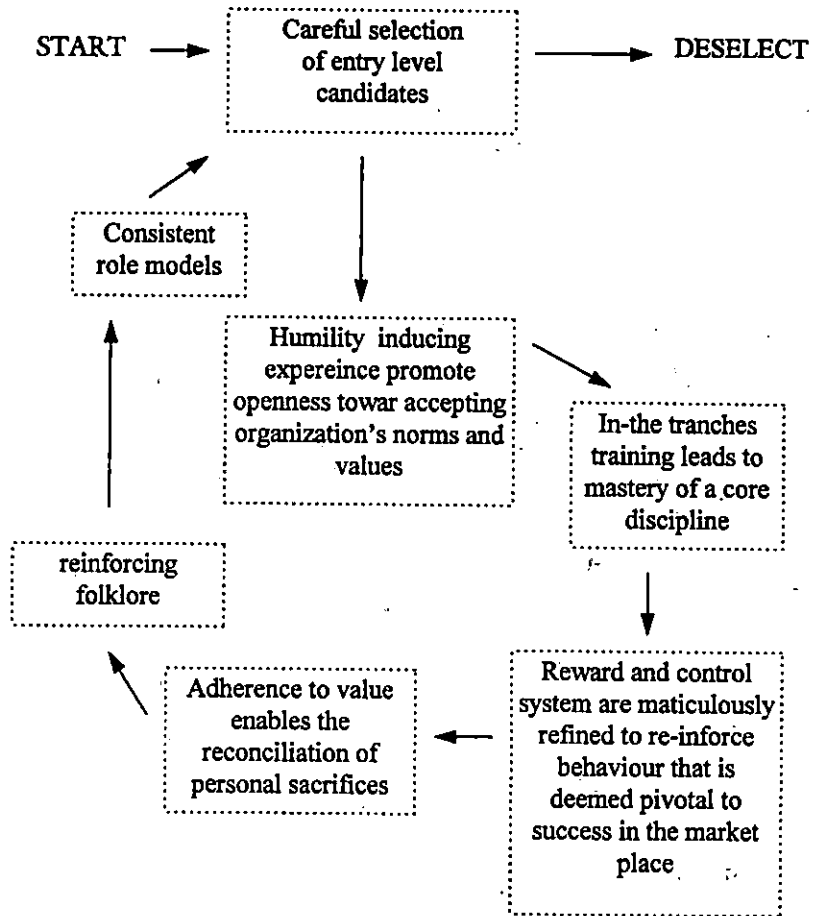 START
Careful selection
of entry level
candidates
DESELECT
Consistent
role models
Humility inducing
expereince promote
openness towar accepting
organization's norms and
values
In-the tranches
training leads to
mastery of a core
discipline
reinforcing
folklore
Adherence to value
enables the
reconciliation of
personal sacrifices
Reward and control
system are maticulously
refined to re-inforce
behaviour that is
deemed pivotal to
success in the market
place